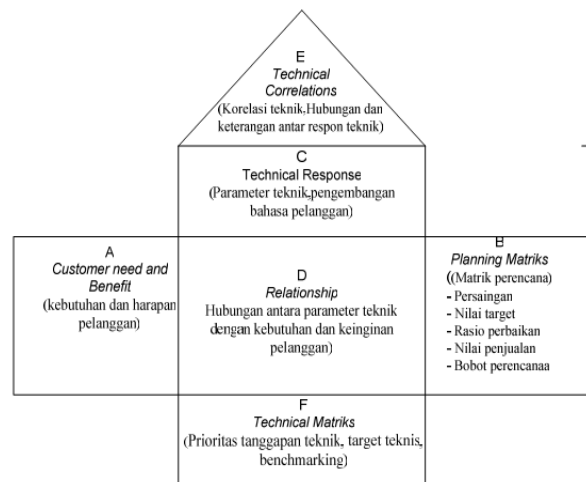 E
Technical
Correlations
(Korelasi teknik,Hubungan dan
keterangan antar respon teknik)
C
Technical Response
(Parameter teknik,pengembangan
bahasa pelanggan)
A
Customer need and
Benefit
(kebutuhan dan harapan
pelanggan)
D
Relationship
Hubungan antara parameter teknik
dengan kebutuhan dan keinginan
pelanggan)
B
Planning Matriks
((Matrik perencana)
- Persaingan
- Nilai target
- Rasio perbaikan
- Nilai penjualan
- Bobot perencanaa
F
Technical Matriks
(Prioritas tanggapan teknik, target teknis,
benchmarking)